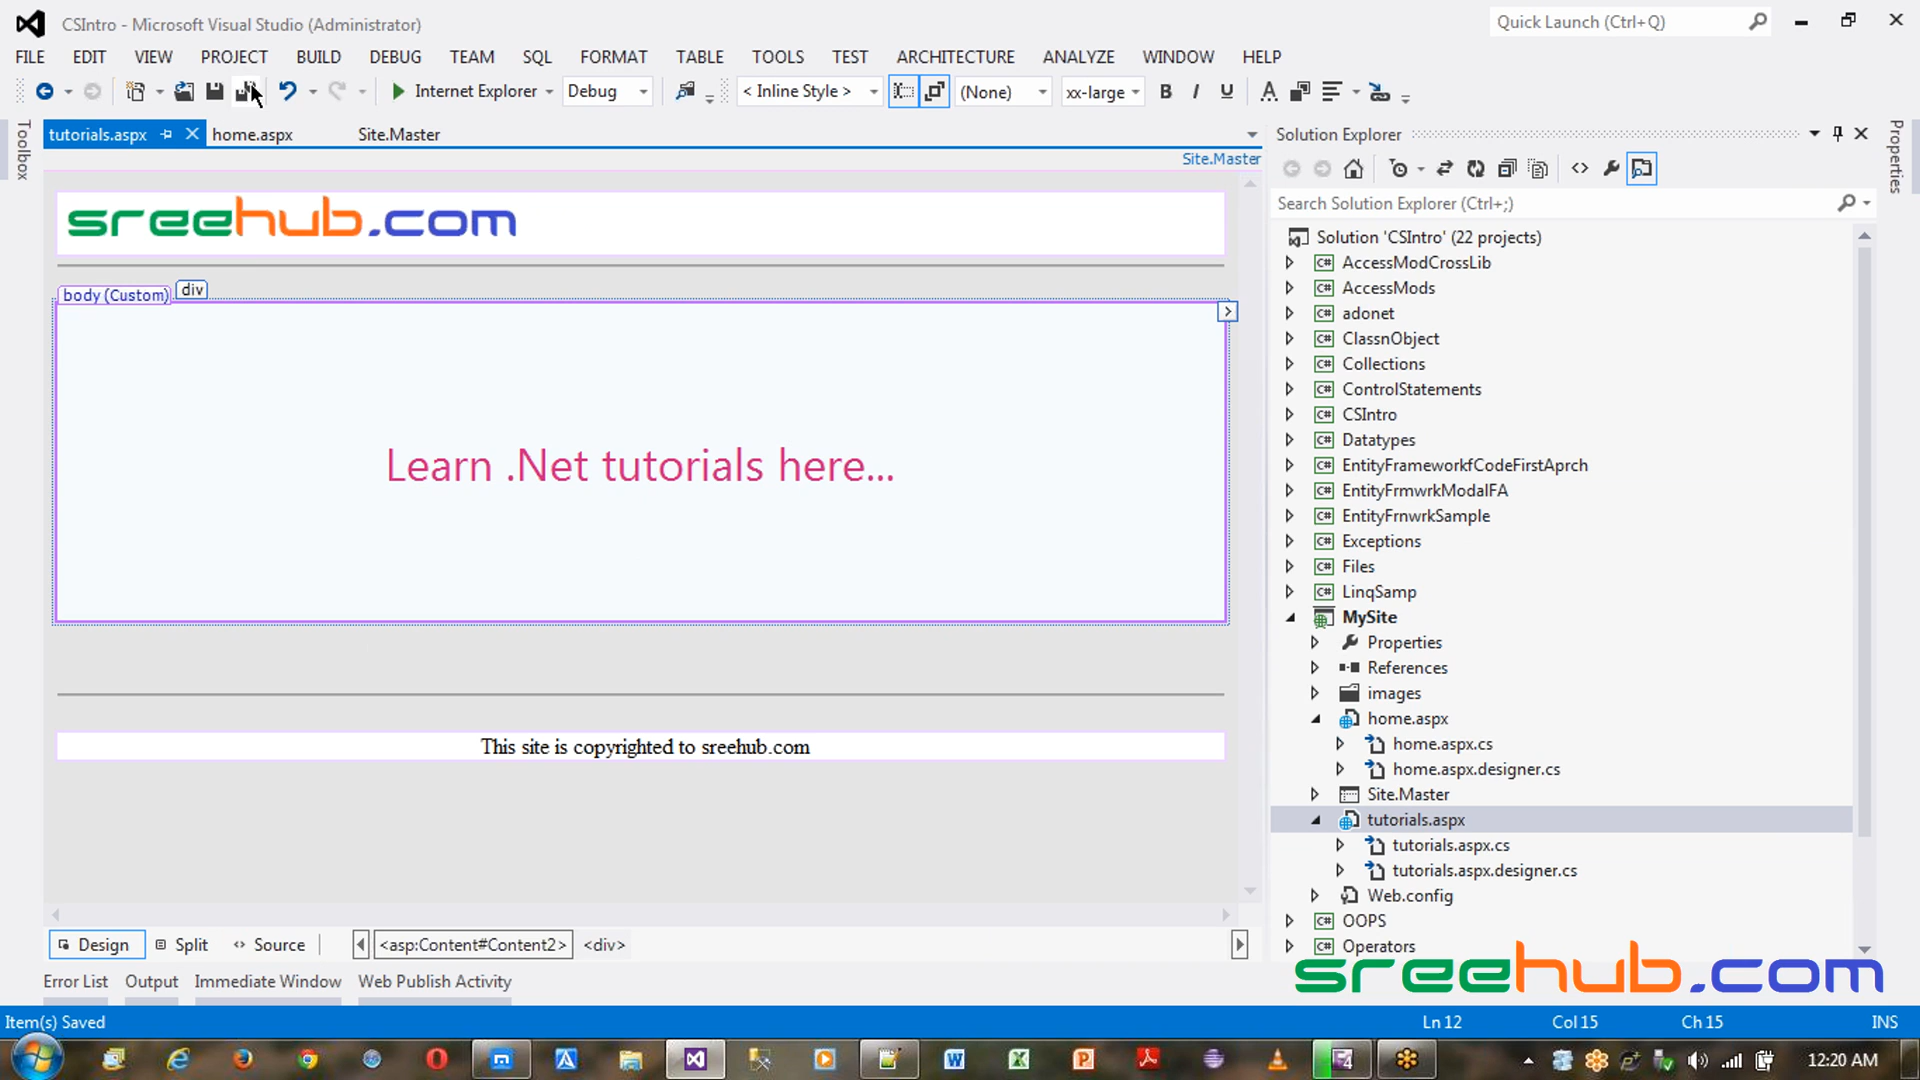 CSIntro - Microsoft Visual Studio (Administrator)
Quick Launch (Ctrl+Q)
FILE EDIT VIEW PROJECT BUILD DEBUG TEAM SQL FORMAT TABLE TOOLS TEST ARCHITECTURE ANALYZE WINDOW HELP
Internet Explorer Debug < Inline Style > (None) xx-large B I U A
Toolbox
tutorials.aspx home.aspx Site.Master
Site.Master
sreehub.com
body (Custom) div
Learn .Net tutorials here...
This site is copyrighted to sreehub.com
Design Split Source <asp:Content#Content2> <div>
Error List Output Immediate Window Web Publish Activity
Solution Explorer
Properties
Search Solution Explorer (Ctrl+;)
Solution 'CSIntro' (22 projects)
C# AccessModCrossLib
C# AccessMods
C# adonet
C# ClassnObject
C# Collections
C# ControlStatements
C# CSIntro
C# Datatypes
C# EntityFrameworkfCodeFirstAprch
C# EntityFrmwrkModalFA
C# EntityFrnwrkSample
C# Exceptions
C# Files
C# LinqSamp
MySite
Properties
References
images
home.aspx
home.aspx.cs
home.aspx.designer.cs
Site.Master
tutorials.aspx
tutorials.aspx.cs
tutorials.aspx.designer.cs
Web.config
C# OOPS
C# Operators
sreehub.com
Item(s) Saved Ln 12 Col 15 Ch 15 INS
12:20 AM